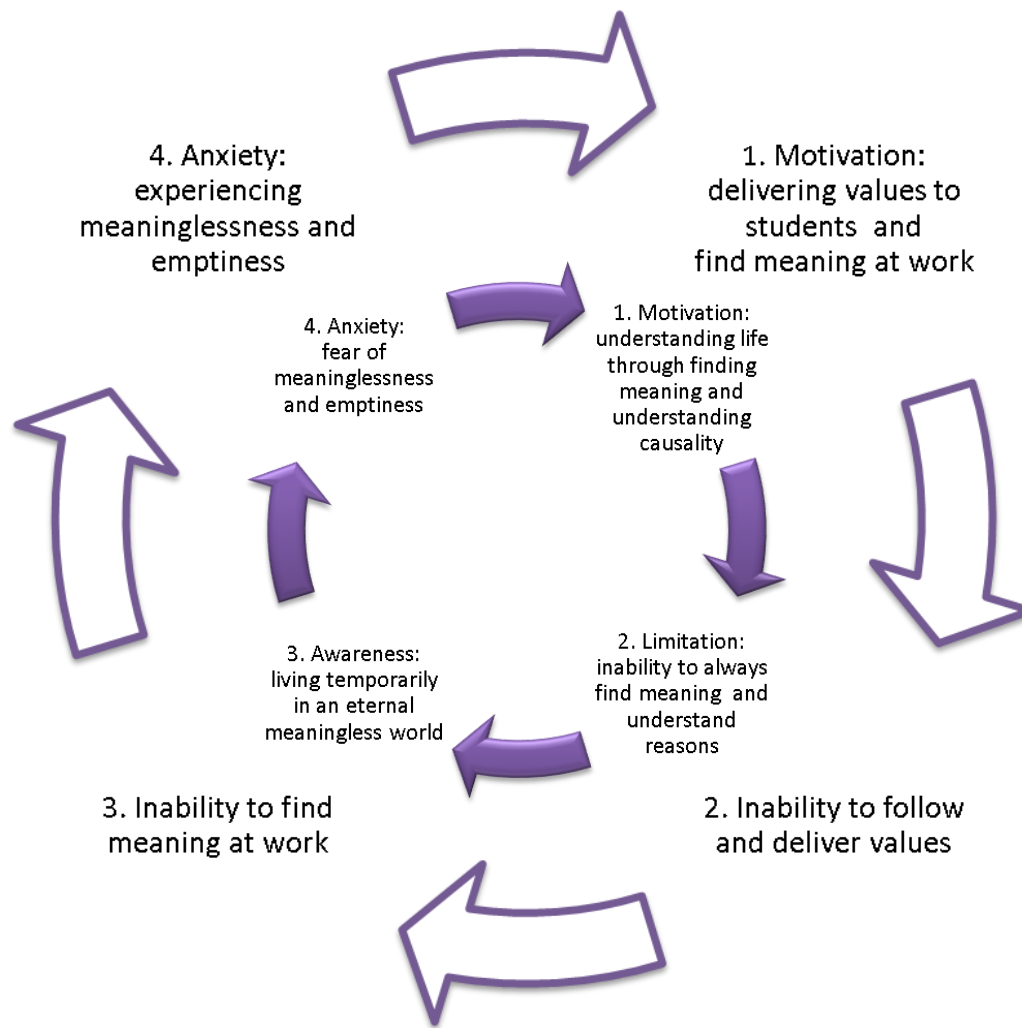 4. Anxiety:
experiencing
meaninglessness and
emptiness
1. Motivation:
delivering values to
students and
find meaning at work
4. Anxiety:
fear of
meaninglessness
and emptiness
1. Motivation:
understanding life
through finding
meaning and
understanding
causality
3. Awareness:
living temporarily
in an eternal
meaningless world
2. Limitation:
inability to always
find meaning and
understand
reasons
3. Inability to find
meaning at work
2. Inability to follow
and deliver values